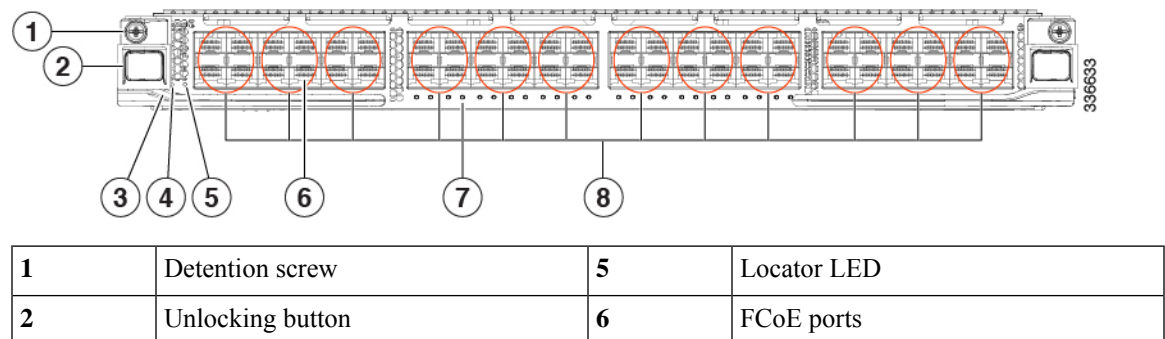 1
2
336633
3 4 5 6 7 8
1 Detention screw 5 Locator LED
2 Unlocking button 6 FCoE ports